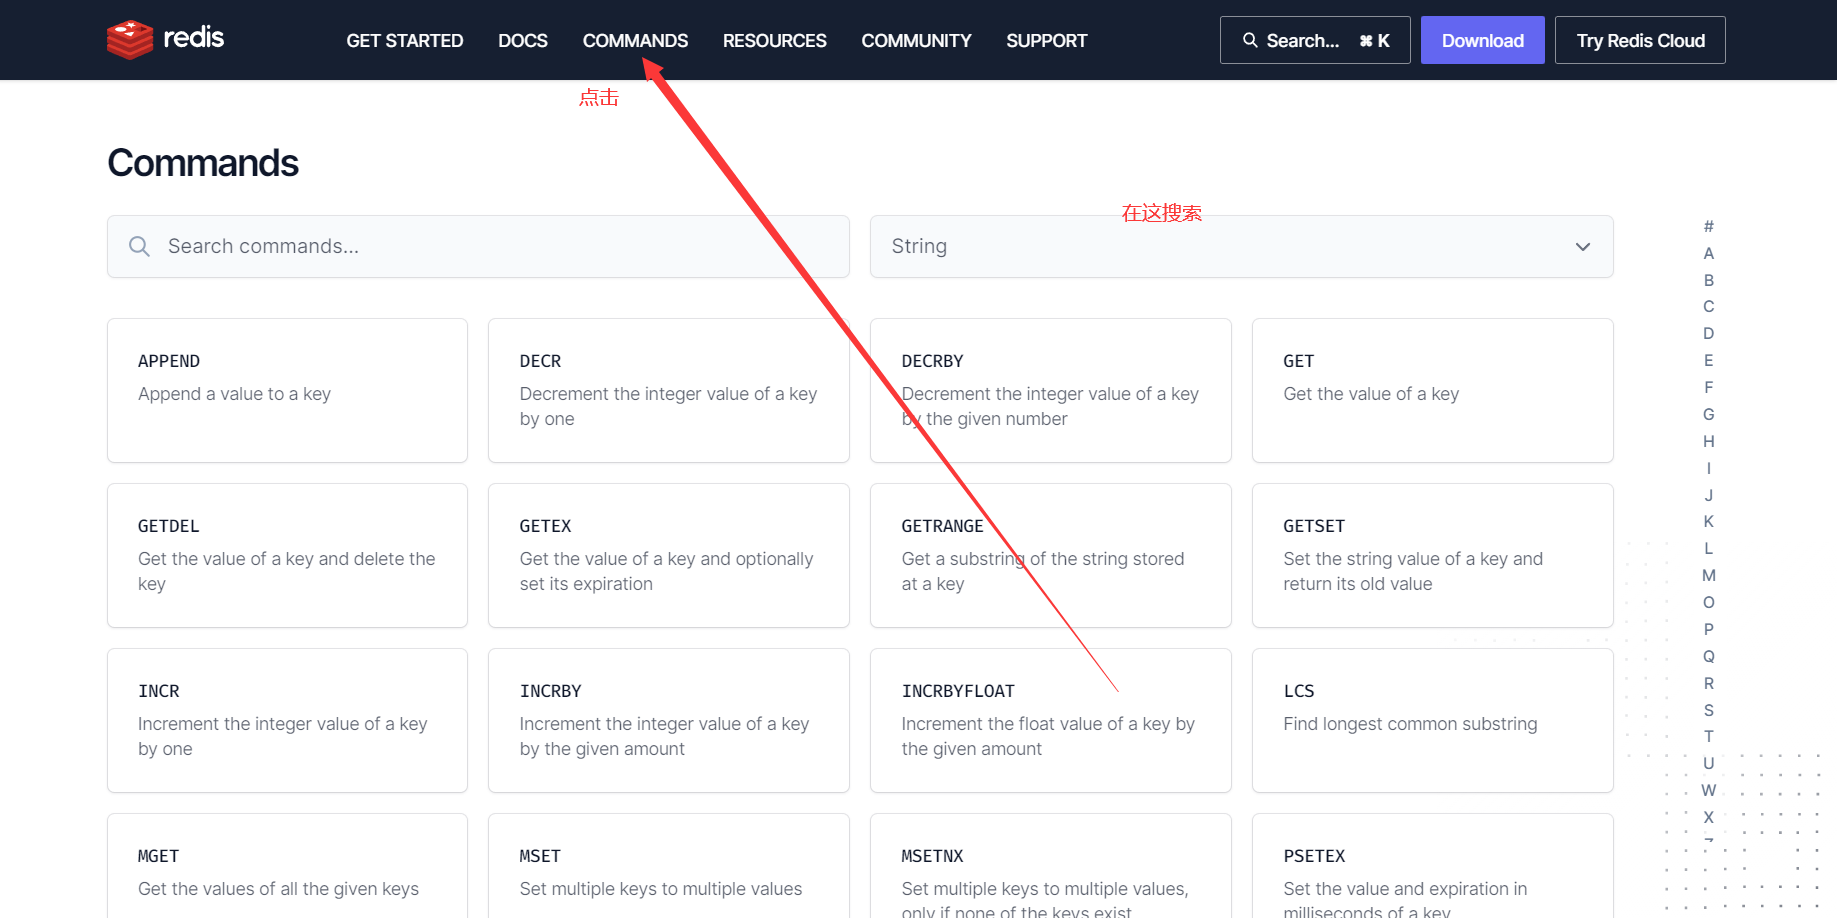 redis
GET STARTED
DOCS
COMMANDS
RESOURCES
COMMUNITY
SUPPORT
Search... ⌘ K
Download
Try Redis Cloud
点击
Commands
在这搜索
Search commands...
String
APPEND
Append a value to a key
DECR
Decrement the integer value of a key
by one
DECRBY
Decrement the integer value of a key
by the given number
GET
Get the value of a key
GETDEL
Get the value of a key and delete the
key
GETEX
Get the value of a key and optionally
set its expiration
GETRANGE
Get a substring of the string stored
at a key
GETSET
Set the string value of a key and
return its old value
INCR
Increment the integer value of a key
by one
INCRBY
Increment the integer value of a key
by the given amount
INCRBYFLOAT
Increment the float value of a key by
the given amount
LCS
Find longest common substring
MGET
Get the values of all the given keys
MSET
Set multiple keys to multiple values
MSETNX
Set multiple keys to multiple values,
only if none of the keys exist
PSETEX
Set the value and expiration in
milliseconds of a key
#
A
B
C
D
E
F
G
H
I
J
K
L
M
O
P
Q
R
S
T
U
W
X